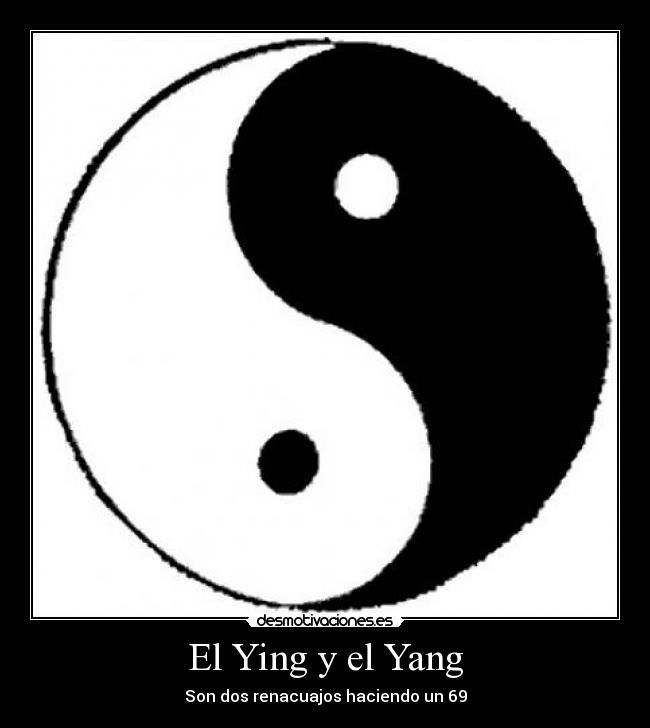 desmotivaciones.es
El Ying y el Yang
Son dos renacuajos haciendo un 69